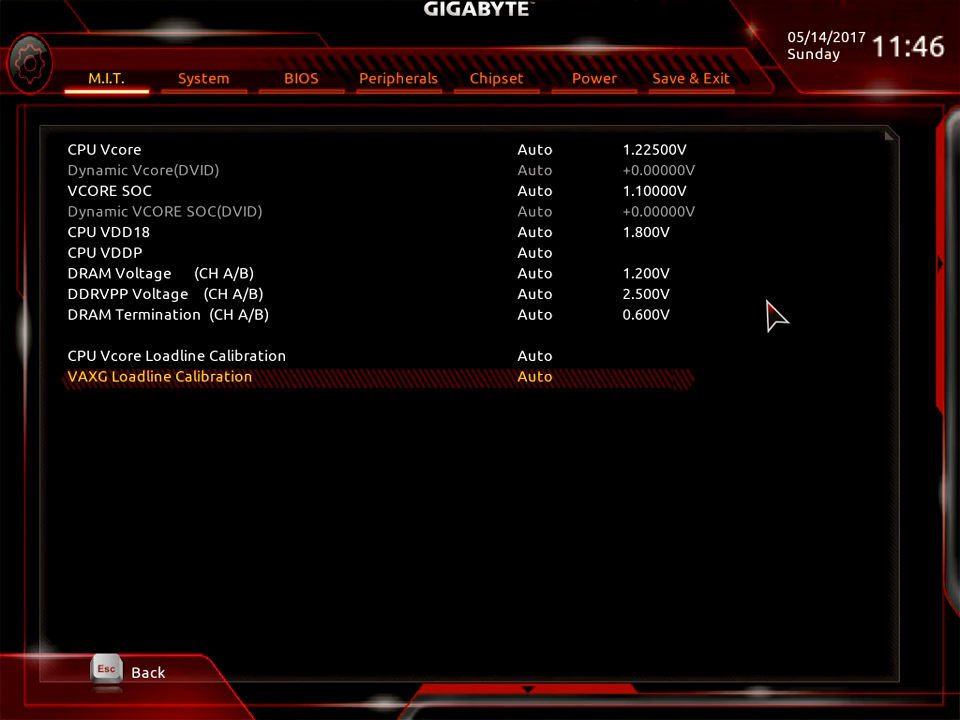 GIGABYTE™
05/14/2017 11:46
Sunday
M.I.T. System BIOS Peripherals Chipset Power Save & Exit
CPU Vcore Auto 1.22500V
Dynamic Vcore(DVID) Auto +0.00000V
VCORE SOC Auto 1.10000V
Dynamic VCORE SOC(DVID) Auto +0.00000V
CPU VDD18 Auto 1.800V
CPU VDDP Auto
DRAM Voltage (CH A/B) Auto 1.200V
DDRVPP Voltage (CH A/B) Auto 2.500V
DRAM Termination (CH A/B) Auto 0.600V
CPU Vcore Loadline Calibration Auto
VAXG Loadline Calibration Auto
Esc Back